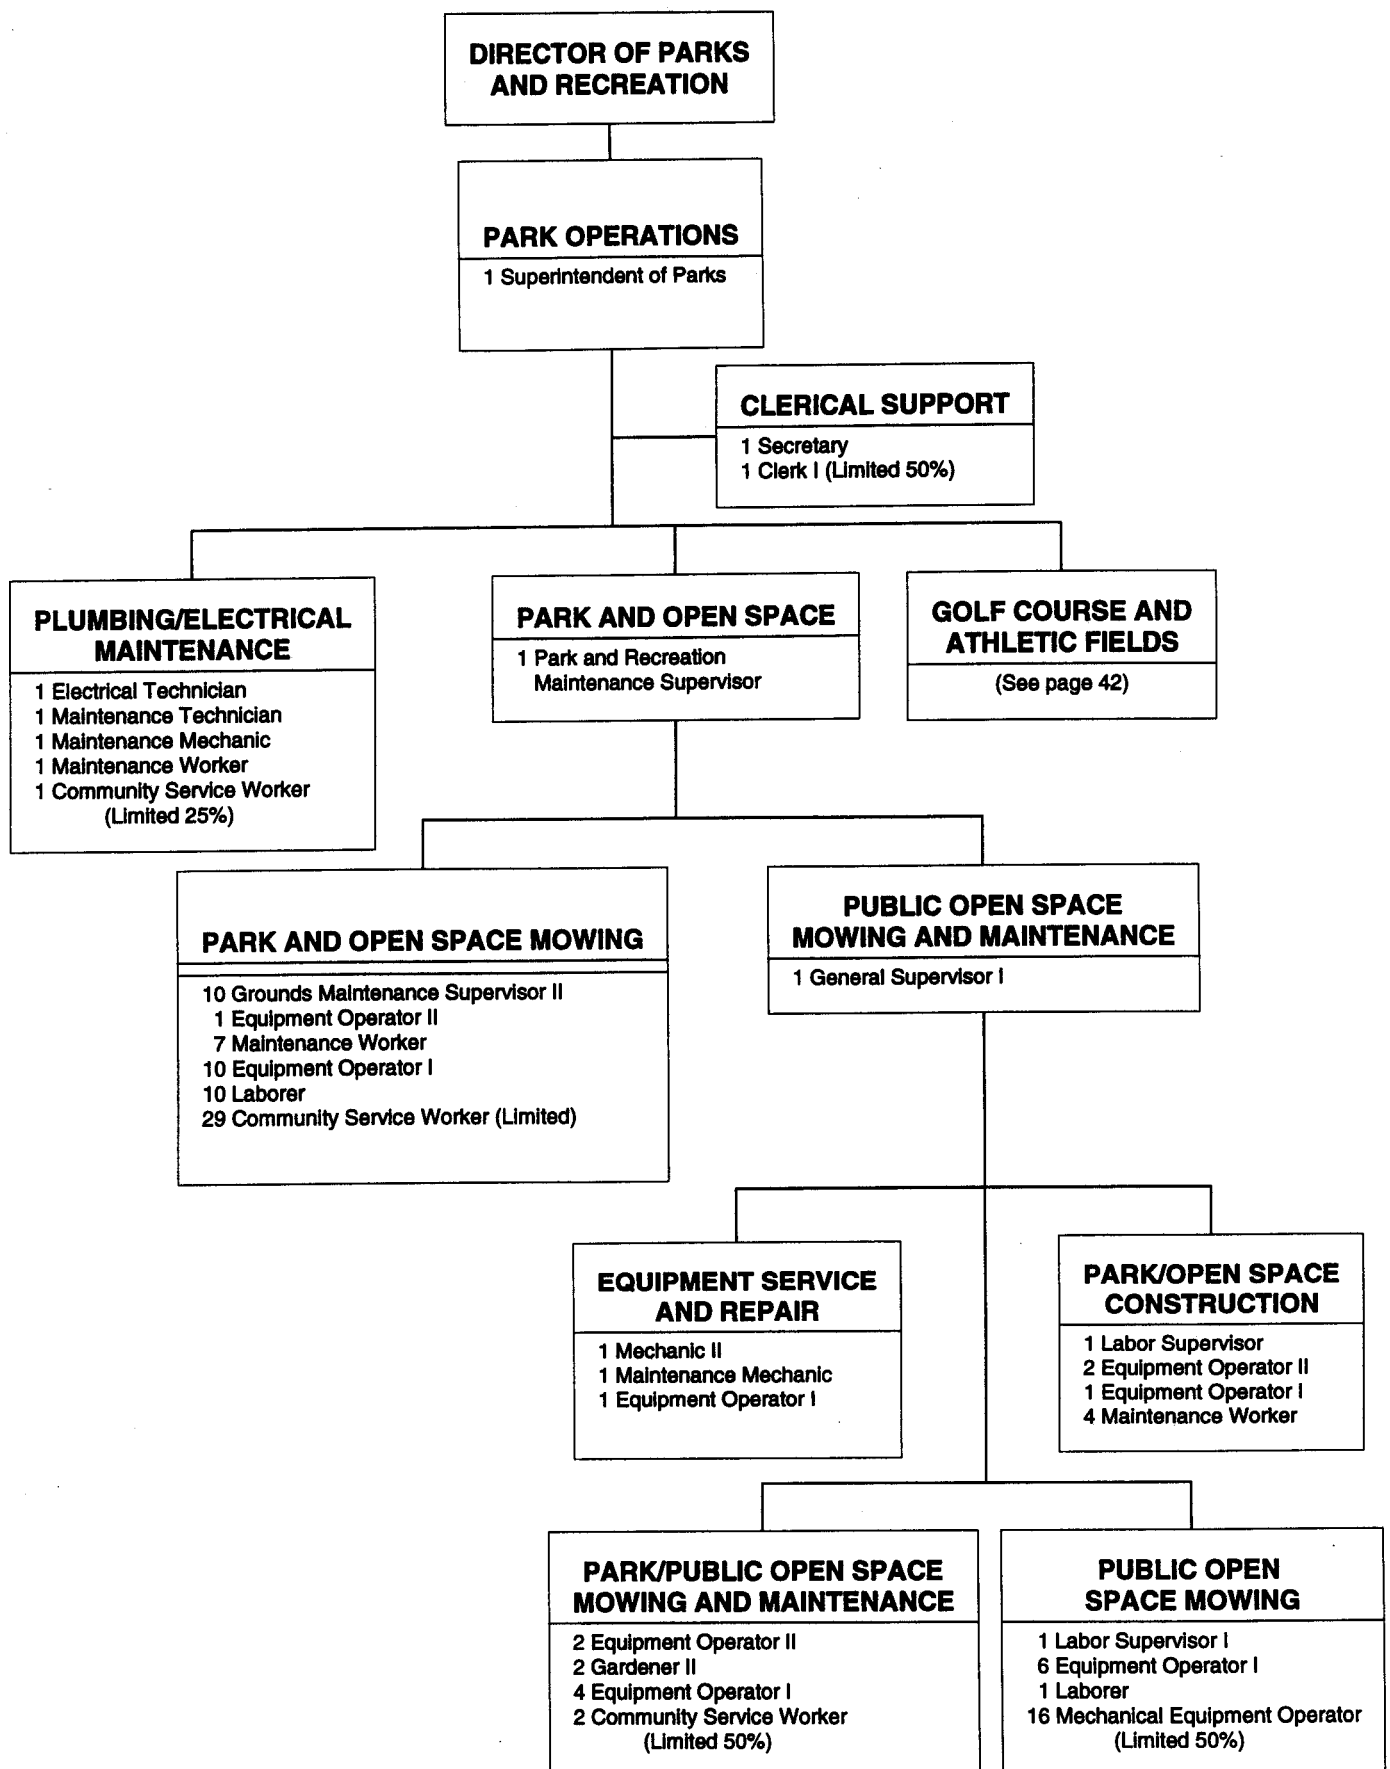 DIRECTOR OF PARKS
AND RECREATION
PARK OPERATIONS
1 Superintendent of Parks
CLERICAL SUPPORT
1 Secretary
1 Clerk I (Limited 50%)
PLUMBING/ELECTRICAL
MAINTENANCE
1 Electrical Technician
1 Maintenance Technician
1 Maintenance Mechanic
1 Maintenance Worker
1 Community Service Worker
(Limited 25%)
PARK AND OPEN SPACE
1 Park and Recreation
Maintenance Supervisor
GOLF COURSE AND
ATHLETIC FIELDS
(See page 42)
PARK AND OPEN SPACE MOWING
10 Grounds Maintenance Supervisor II
1 Equipment Operator II
7 Maintenance Worker
10 Equipment Operator I
10 Laborer
29 Community Service Worker (Limited)
PUBLIC OPEN SPACE
MOWING AND MAINTENANCE
1 General Supervisor I
EQUIPMENT SERVICE
AND REPAIR
1 Mechanic II
1 Maintenance Mechanic
1 Equipment Operator I
PARK/OPEN SPACE
CONSTRUCTION
1 Labor Supervisor
2 Equipment Operator II
1 Equipment Operator I
4 Maintenance Worker
PARK/PUBLIC OPEN SPACE
MOWING AND MAINTENANCE
2 Equipment Operator II
2 Gardener II
4 Equipment Operator I
2 Community Service Worker
(Limited 50%)
PUBLIC OPEN
SPACE MOWING
1 Labor Supervisor I
6 Equipment Operator I
1 Laborer
16 Mechanical Equipment Operator
(Limited 50%)